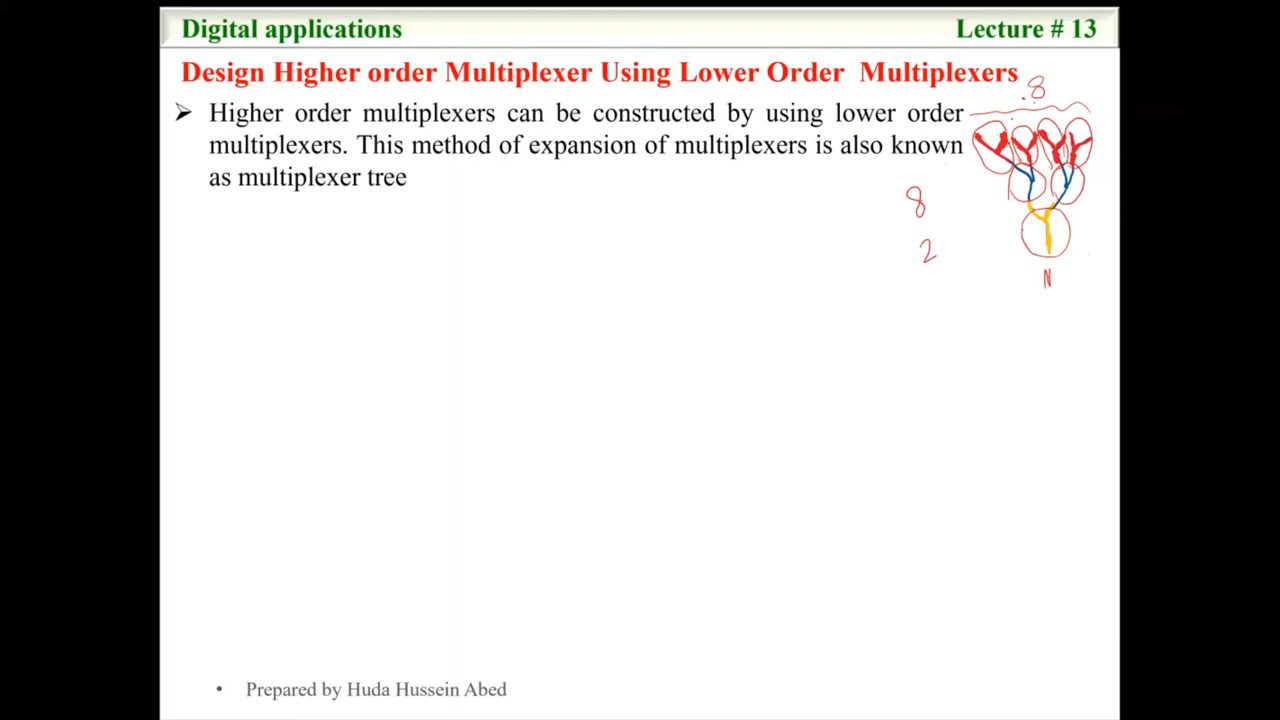 Digital applications
Lecture # 13
Design Higher order Multiplexer Using Lower Order Multiplexers
➢ Higher order multiplexers can be constructed by using lower order
multiplexers. This method of expansion of multiplexers is also known
as multiplexer tree
8
8
2
N
• Prepared by Huda Hussein Abed